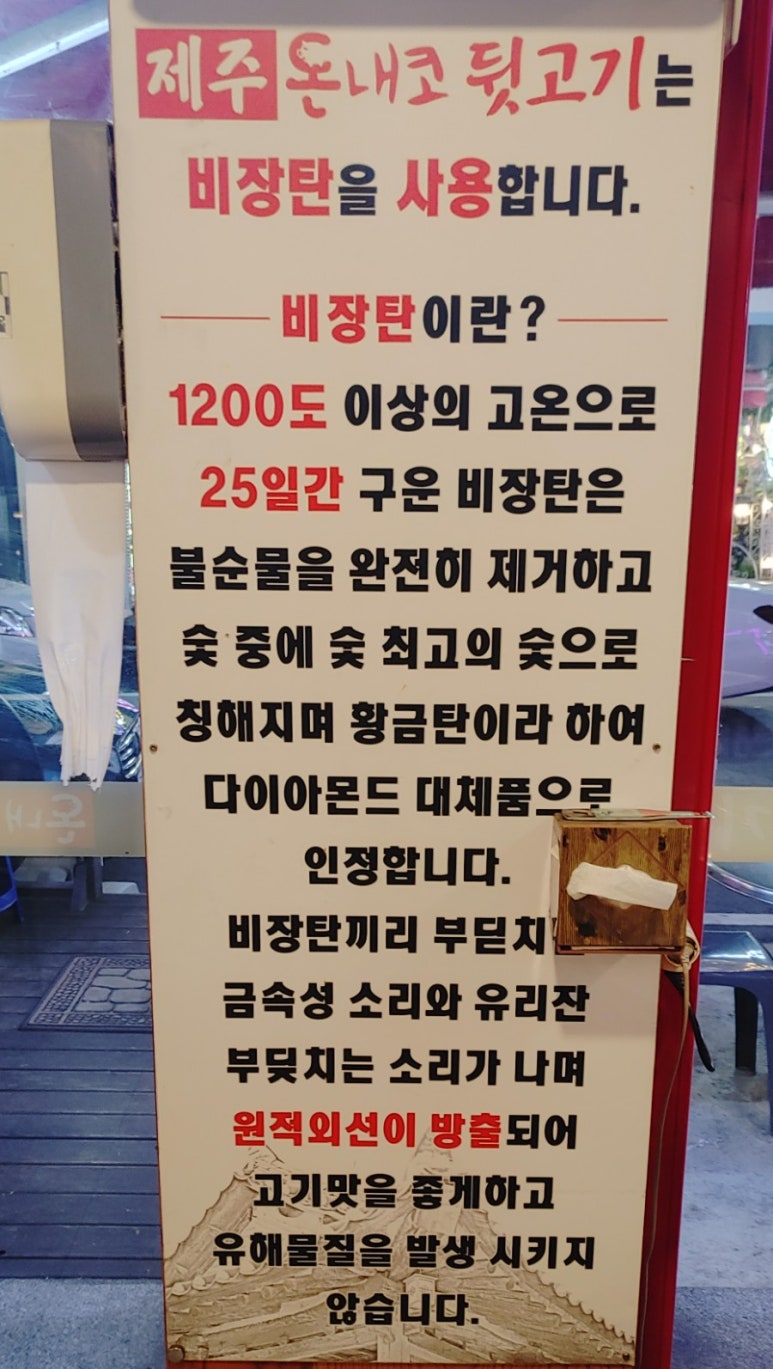 제주 온내코 뒷고기는
비장탄을 사용합니다.
비장탄이란?
1200도 이상의 고온으로
25일간 구운 비장탄은
불순물을 완전히 제거하고
숯 중에 숯 최고의 숯으로
칭해지며 황금탄이라 하여
다이아몬드 대체품으로
인정합니다.
비장탄끼리
금속성 소리와 유리잔
부딪치는 소리가 나며
원적외선이 방출되어
고기맛을 좋게하고
유해물질을 발생 시키지
않습니다.